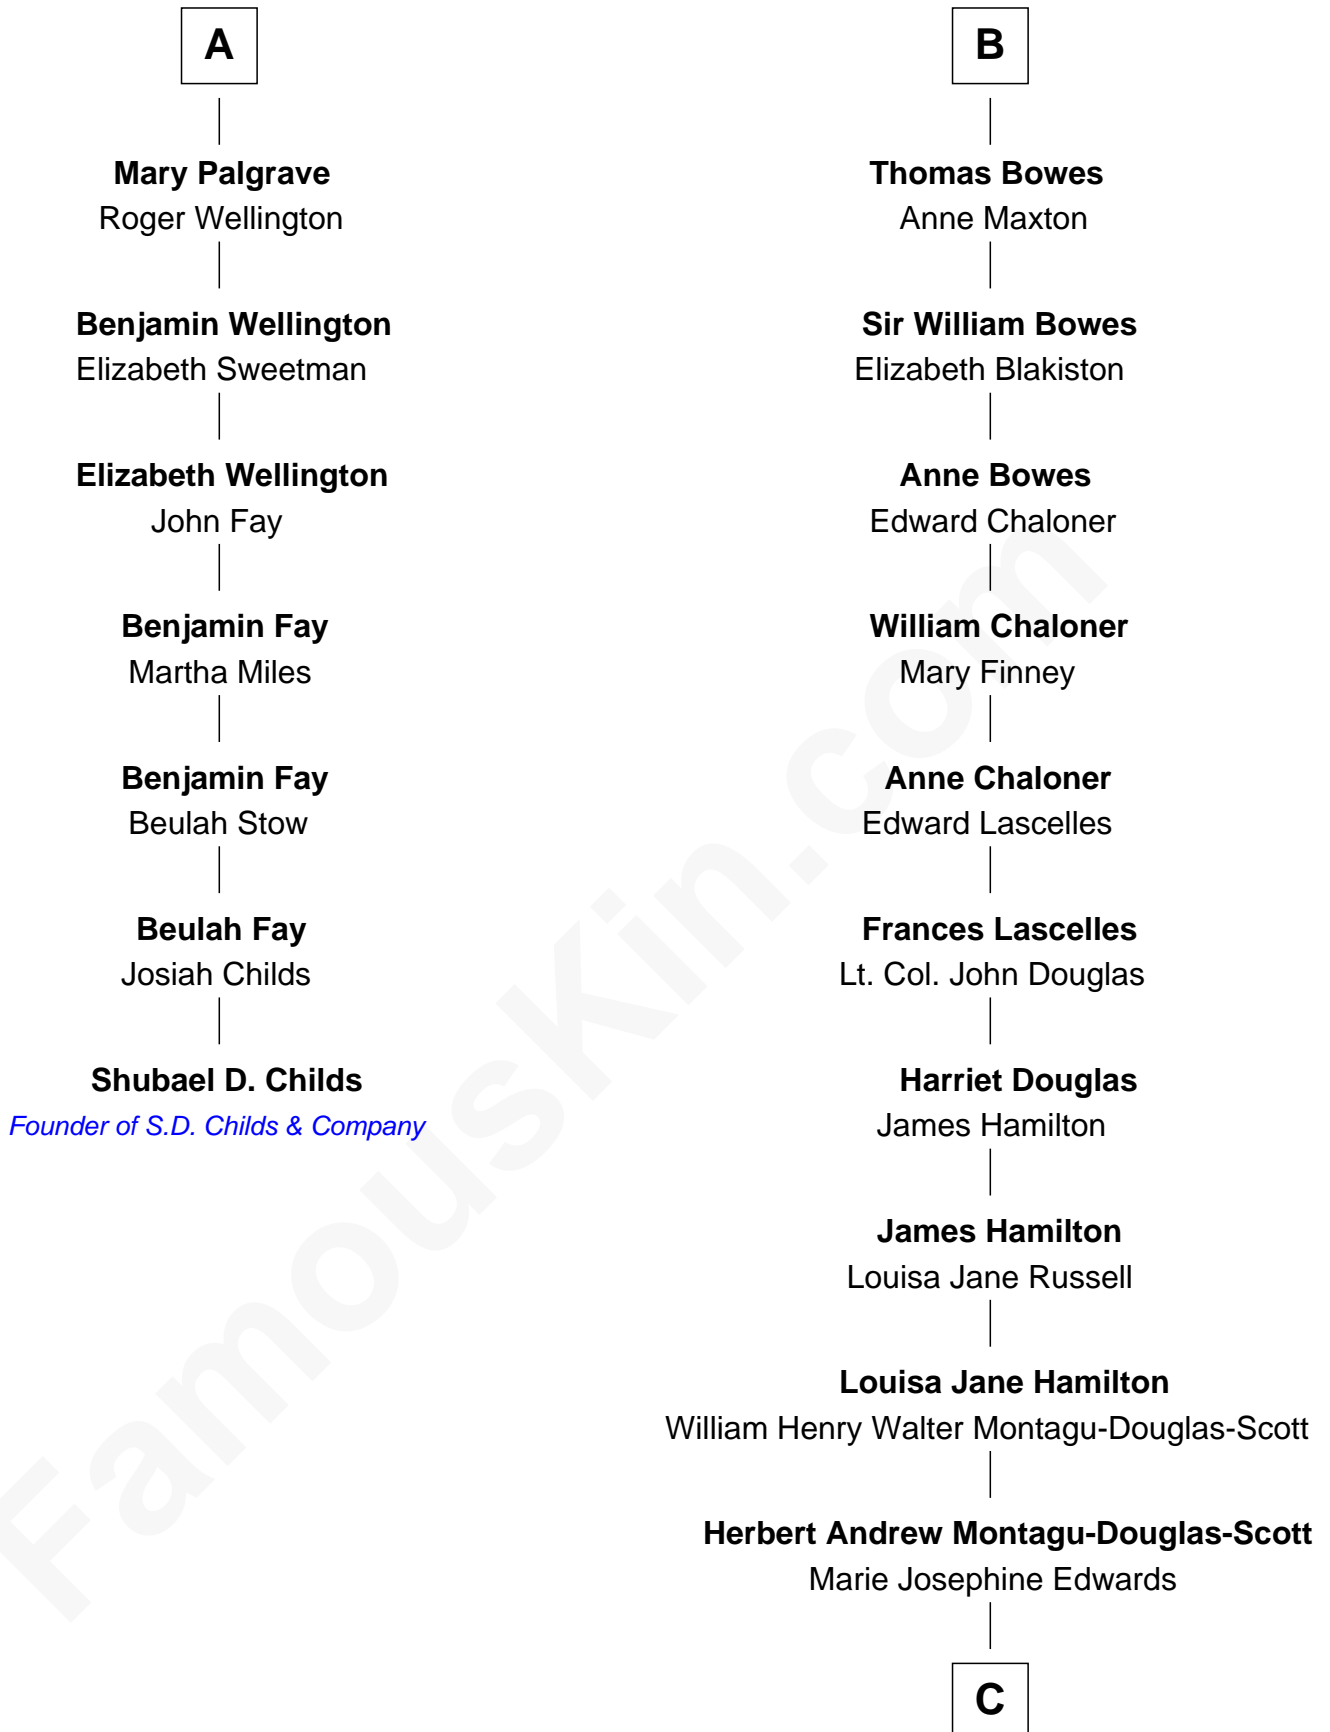 A
Mary Palgrave
Roger Wellington
Benjamin Wellington
Elizabeth Sweetman
Elizabeth Wellington
John Fay
Benjamin Fay
Martha Miles
Benjamin Fay
Beulah Stow
Beulah Fay
Josiah Childs
Shubael D. Childs
Founder of S.D. Childs & Company
B
Thomas Bowes
Anne Maxton
Sir William Bowes
Elizabeth Blakiston
Anne Bowes
Edward Chaloner
William Chaloner
Mary Finney
Anne Chaloner
Edward Lascelles
Frances Lascelles
Lt. Col. John Douglas
Harriet Douglas
James Hamilton
James Hamilton
Louisa Jane Russell
Louisa Jane Hamilton
William Henry Walter Montagu-Douglas-Scott
Herbert Andrew Montagu-Douglas-Scott
Marie Josephine Edwards
C
FamousKin.com